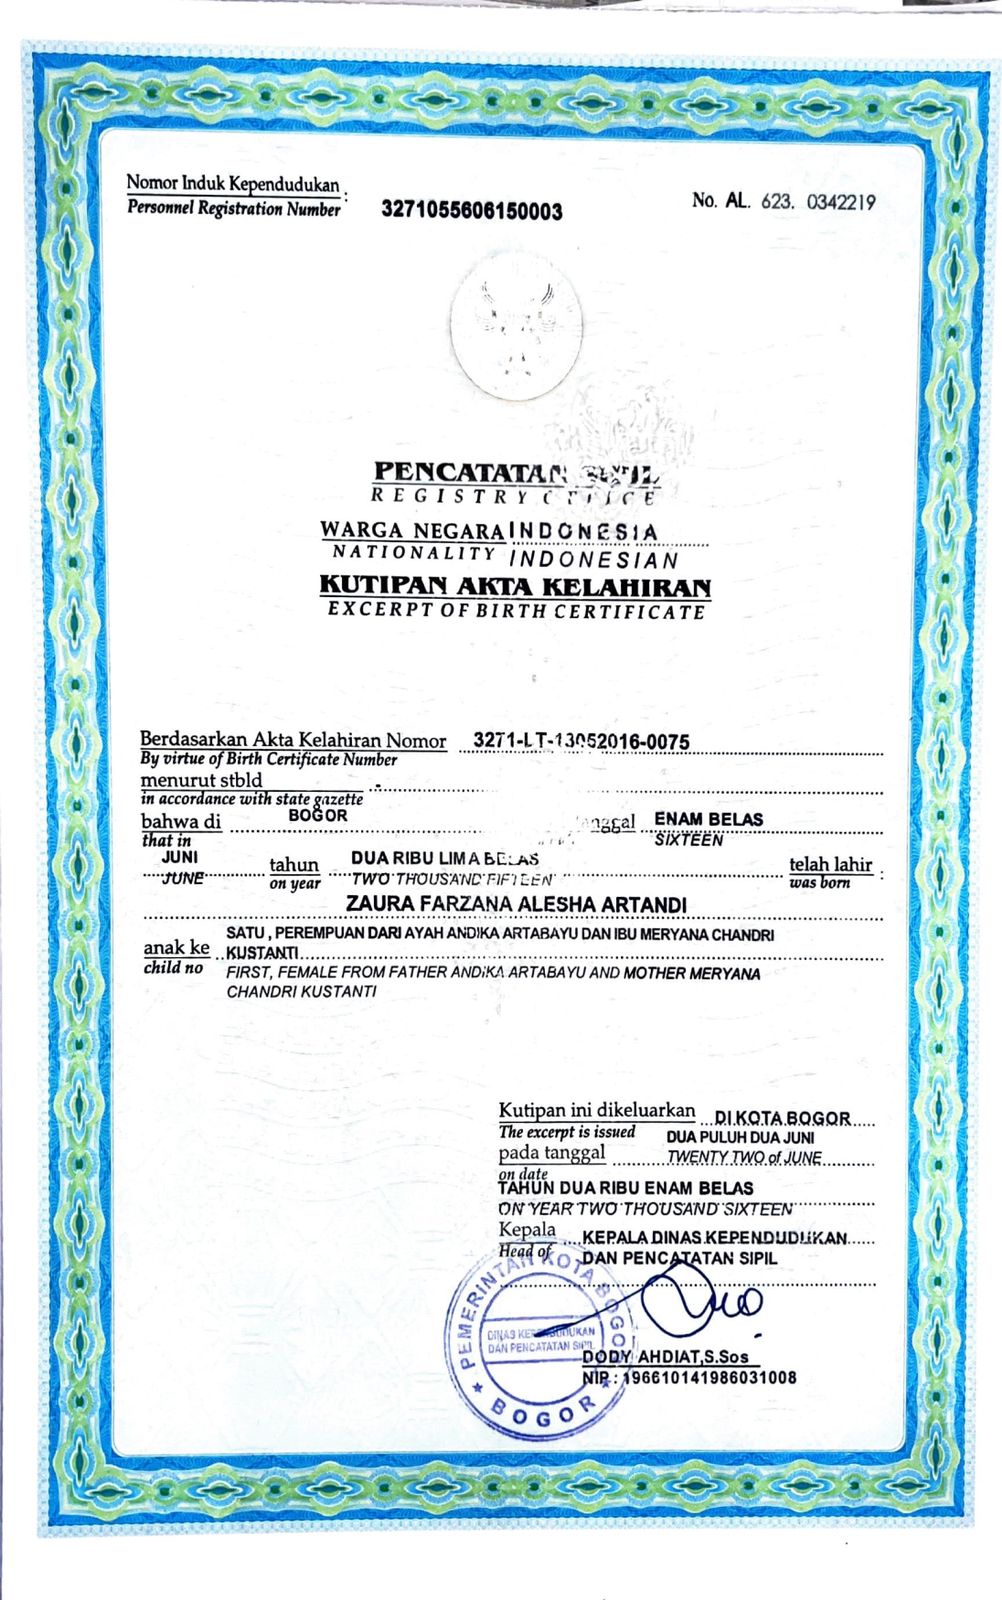 Nomor Induk Kependudukan :
Personnel Registration Number
3271055606150003
No. AL. 623. 0342219
PENCATATAN SIPIL
REGISTRY OFFICE
WARGA NEGARA INDONESIA
NATIONALITY INDONESIAN
KUTIPAN AKTA KELAHIRAN
EXCERPT OF BIRTH CERTIFICATE
Berdasarkan Akta Kelahiran Nomor 3271-LT-13052016-0075
By virtue of Birth Certificate Number
menurut stbld -
in accordance with state gazette
bahwa di BOGOR tanggal ENAM BELAS
that in SIXTEEN
JUNI tahun DUA RIBU LIMA BELAS telah lahir :
JUNE on year TWO THOUSAND FIFTEEN was born
ZAURA FARZANA ALESHA ARTANDI
SATU , PEREMPUAN DARI AYAH ANDIKA ARTABAYU DAN IBU MERYANA CHANDRI
anak ke KUSTANTI
child no FIRST, FEMALE FROM FATHER ANDIKA ARTABAYU AND MOTHER MERYANA
CHANDRI KUSTANTI
Kutipan ini dikeluarkan DI KOTA BOGOR
The excerpt is issued DUA PULUH DUA JUNI
pada tanggal TWENTY TWO of JUNE
on date
TAHUN DUA RIBU ENAM BELAS
ON YEAR TWO THOUSAND SIXTEEN
Kepala KEPALA DINAS KEPENDUDUKAN
Head of DAN PENCATATAN SIPIL
PEMERINTAH KOTA BOGOR
DINAS KEPENDUDUKAN
DAN PENCATATAN SIPIL
BOGOR
DODY AHDIAT,S.Sos
NIP : 196610141986031008